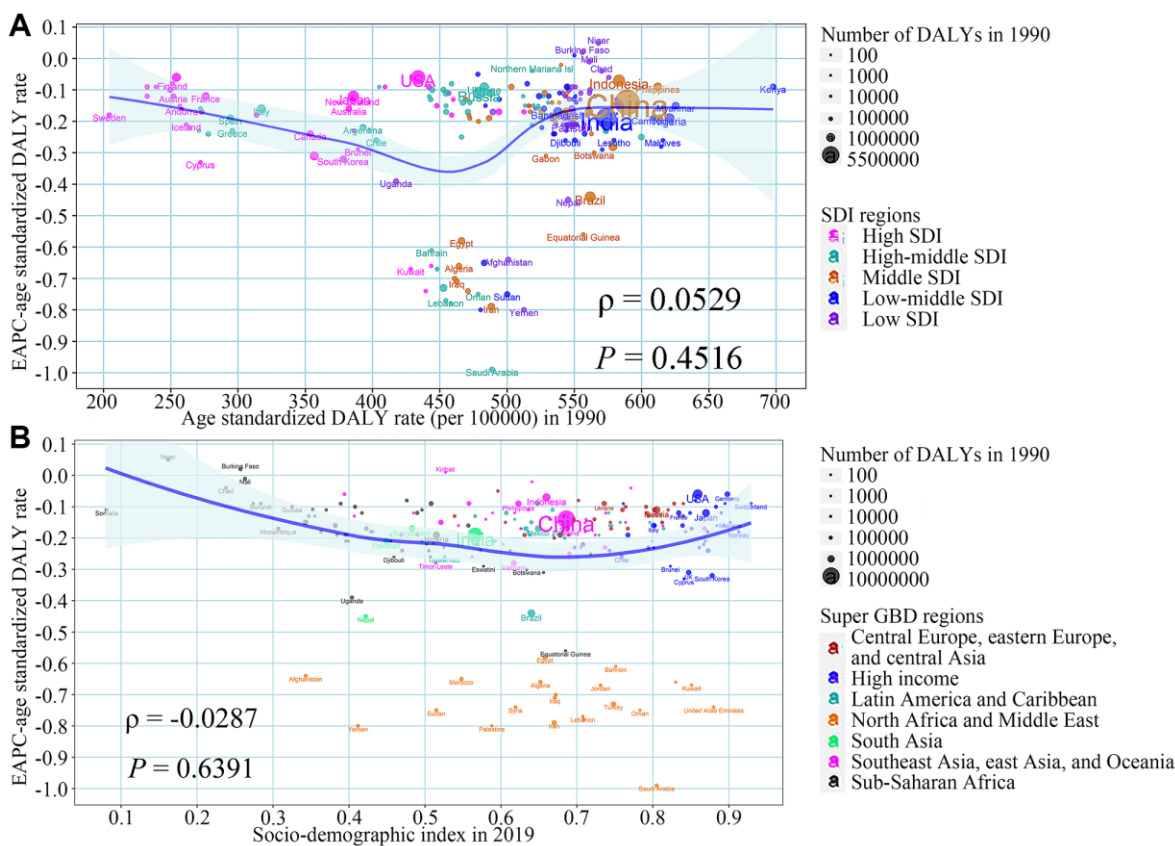 A
EAPC-age standardized DALY rate
0.1
0.0
-0.1
-0.2
-0.3
-0.4
-0.5
-0.6
-0.7
-0.8
-0.9
-1.0
Niger
Burkina Faso
Mali
Chad
Northern Mariana Isl
Finland
USA
Indonesia
Philippines
Kenya
Ukraine
Russia
China
Austria
France
Japan
New Zealand
Australia
Andorra
Italy
Myanmar
Sweden
Spain
Bangladesh
India
Cambodia
Nigeria
Iceland
Greece
Argentina
Pakistan
Canada
Chile
Djibouti
Lesotho
Maldives
Brunei
South Korea
Cyprus
Gabon
Botswana
Uganda
Nepal
Brazil
Equatorial Guinea
Egypt
Bahrain
Kuwait
Algeria
Afghanistan
Iraq
Oman
Sudan
Lebanon
Iran
Yemen
Saudi Arabia
ρ = 0.0529
P = 0.4516
200
250
300
350
400
450
500
550
600
650
700
Age standardized DALY rate (per 100000) in 1990
Number of DALYs in 1990
100
1000
10000
100000
1000000
5500000
SDI regions
High SDI
High-middle SDI
Middle SDI
Low-middle SDI
Low SDI
B
EAPC-age standardized DALY rate
0.1
0.0
-0.1
-0.2
-0.3
-0.4
-0.5
-0.6
-0.7
-0.8
-0.9
-1.0
Niger
Burkina Faso
Mali
Chad
Kiribati
Somalia
Burundi
Guinea
Mozambique
Indonesia
Philippines
China
Ukraine
Russia
USA
Germany
Switzerland
France
Japan
Italy
Norway
Mexico
Nigeria
India
Pakistan
Djibouti
Timor-Leste
Eswatini
Botswana
Chile
Brunei
UK
South Korea
Cyprus
Uganda
Nepal
Brazil
Equatorial Guinea
Egypt
Bahrain
Afghanistan
Morocco
Algeria
Jordan
Kuwait
Iraq
Sudan
Syria
Turkey
Oman
United Arab Emirates
Lebanon
Yemen
Palestine
Iran
Saudi Arabia
ρ = -0.0287
P = 0.6391
0.1
0.2
0.3
0.4
0.5
0.6
0.7
0.8
0.9
Socio-demographic index in 2019
Number of DALYs in 1990
100
1000
10000
100000
1000000
10000000
Super GBD regions
Central Europe, eastern Europe,
and central Asia
High income
Latin America and Caribbean
North Africa and Middle East
South Asia
Southeast Asia, east Asia, and Oceania
Sub-Saharan Africa